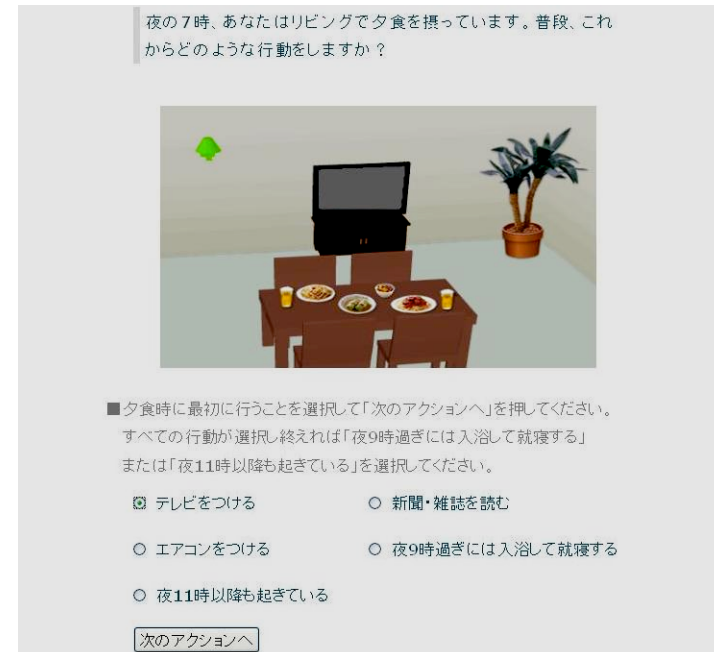 夜の7時、あなたはリビングで夕食を摂っています。普段、これ
からどのような行動をしますか？
■夕食時に最初に行うことを選択して「次のアクションへ」を押してください。
すべての行動が選択し終えれば「夜9時過ぎには入浴して就寝する」
または「夜11時以降も起きている」を選択してください。
テレビをつける
新聞・雑誌を読む
エアコンをつける
夜9時過ぎには入浴して就寝する
夜11時以降も起きている
次のアクションへ